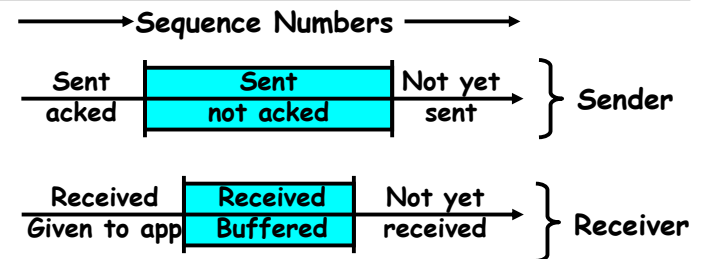 Sequence Numbers
Sent Sent Not yet
acked not acked sent
Sender
Received Received Not yet
Given to app Buffered received
Receiver